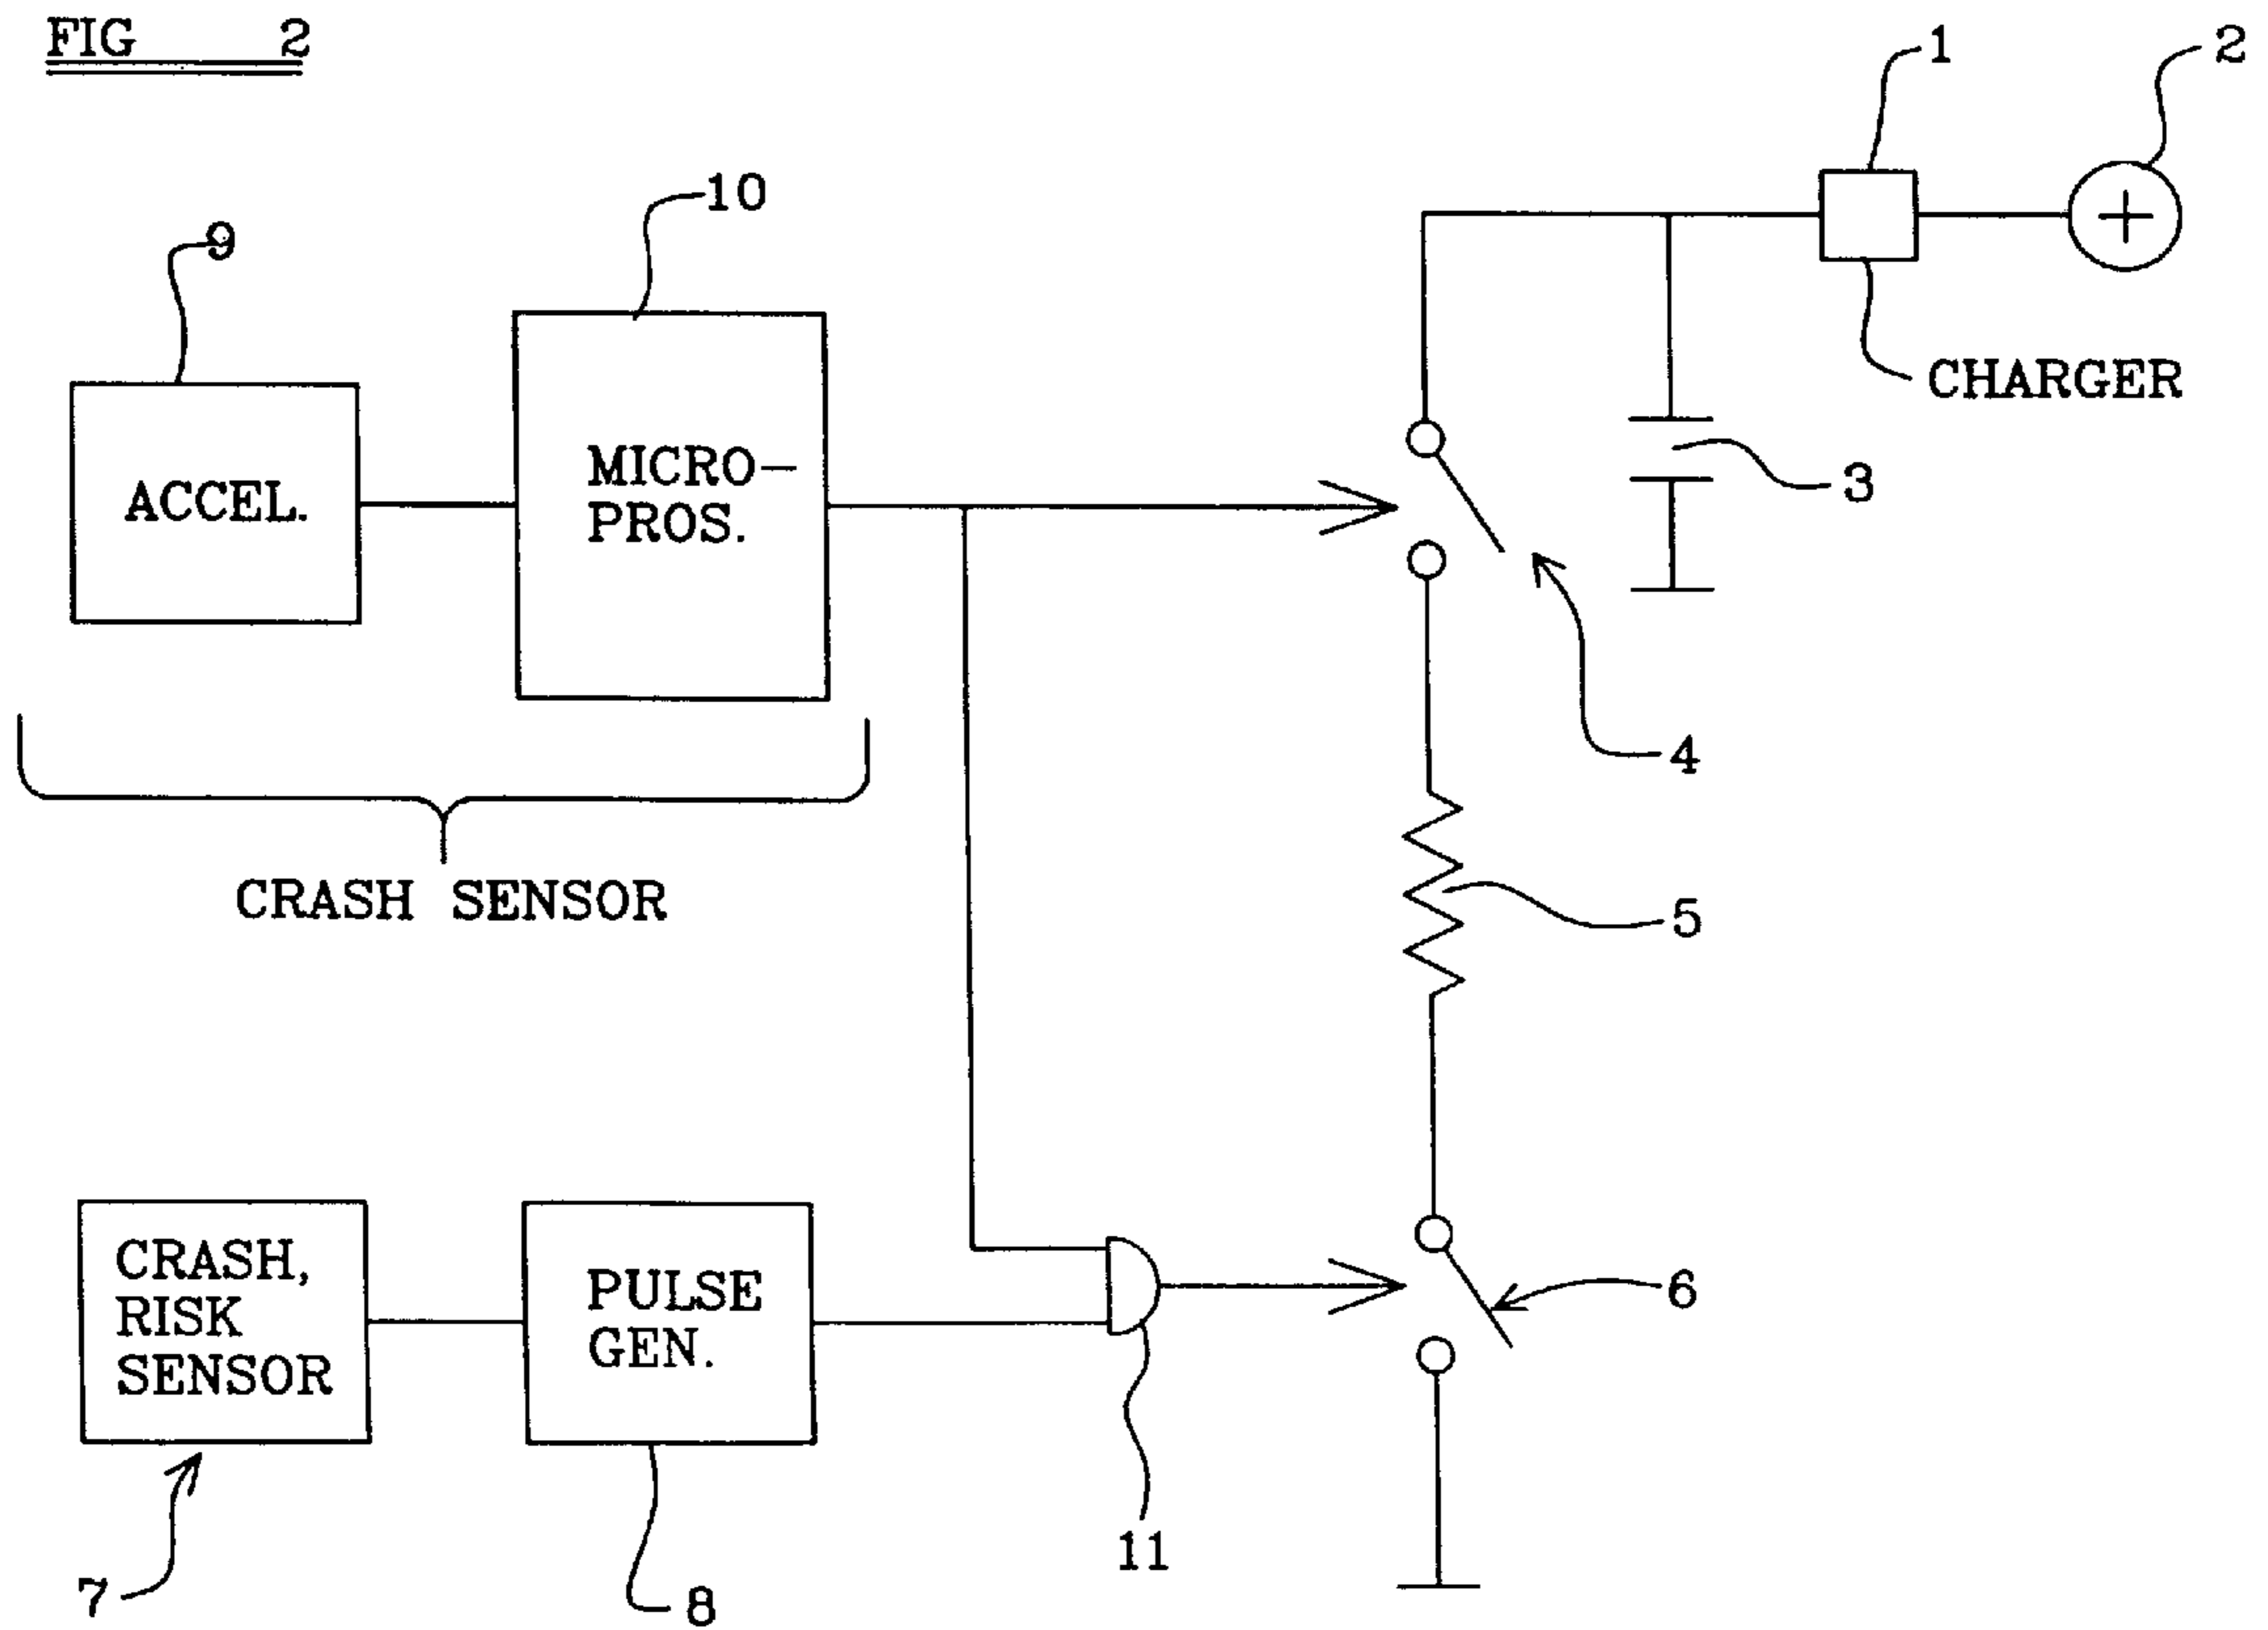 FIG 2
1
2
10
9
CHARGER
MICRO-
PROS.
ACCEL.
3
4
CRASH SENSOR
5
CRASH,
RISK
SENSOR
PULSE
GEN.
6
11
7
8